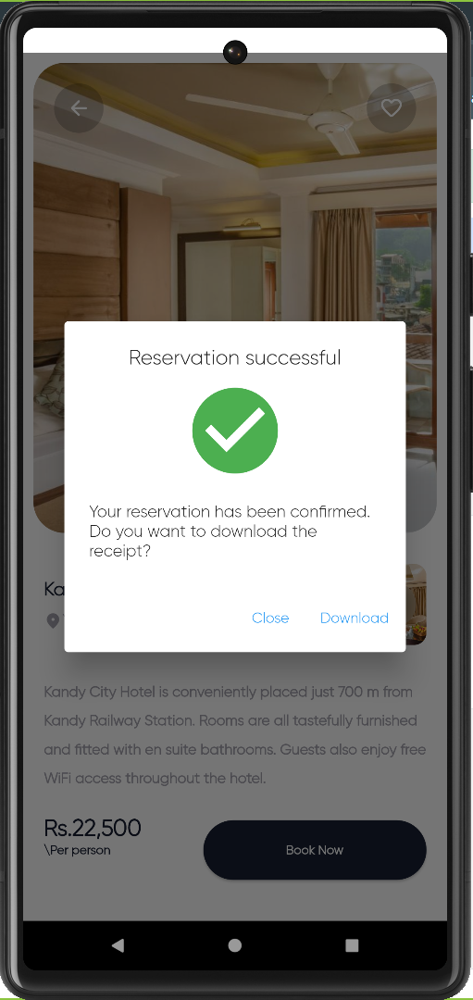 Reservation successful
Your reservation has been confirmed.
Do you want to download the
receipt?
Ka
Close Download
Kandy City Hotel is conveniently placed just 700 m from
Kandy Railway Station. Rooms are all tastefully furnished
and fitted with en suite bathrooms. Guests also enjoy free
WiFi access throughout the hotel.
Rs.22,500
\Per person
Book Now